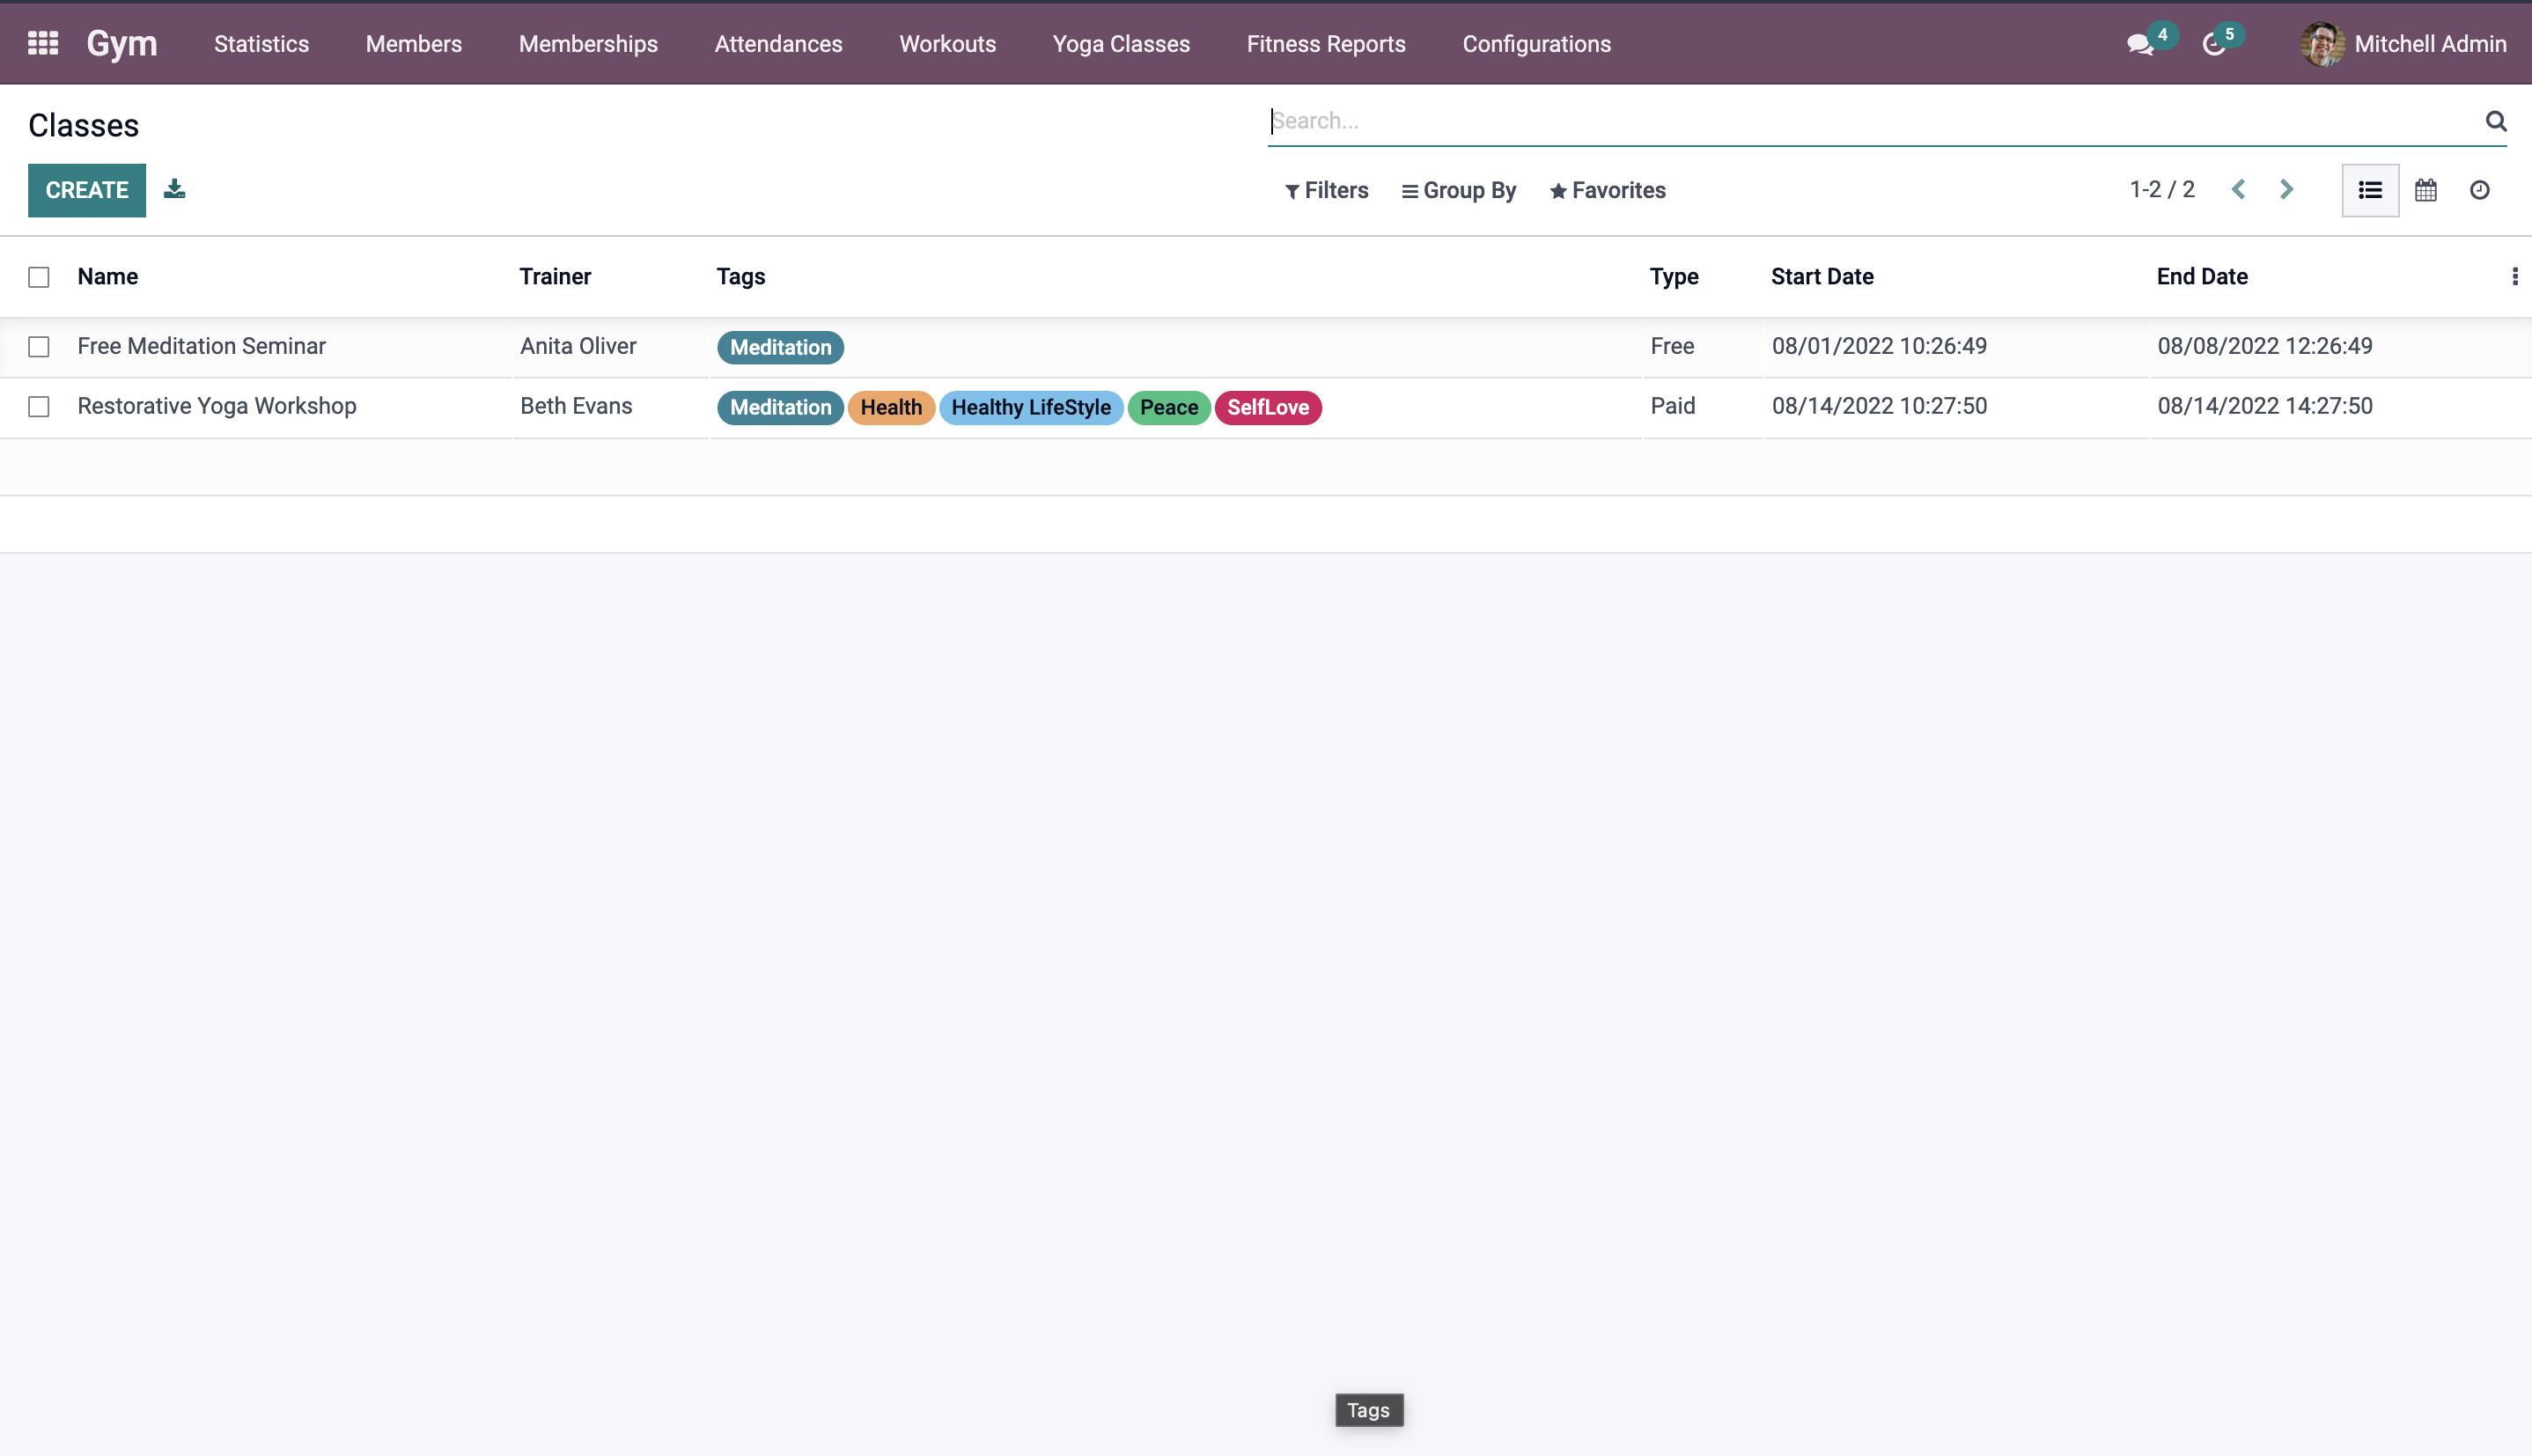 Gym Statistics Members Memberships Attendances Workouts Yoga Classes Fitness Reports Configurations 4 5 Mitchell Admin
Classes Search...
CREATE Filters Group By Favorites 1-2 / 2
Name Trainer Tags Type Start Date End Date
Free Meditation Seminar Anita Oliver Meditation Free 08/01/2022 10:26:49 08/08/2022 12:26:49
Restorative Yoga Workshop Beth Evans Meditation Health Healthy LifeStyle Peace SelfLove Paid 08/14/2022 10:27:50 08/14/2022 14:27:50
Tags